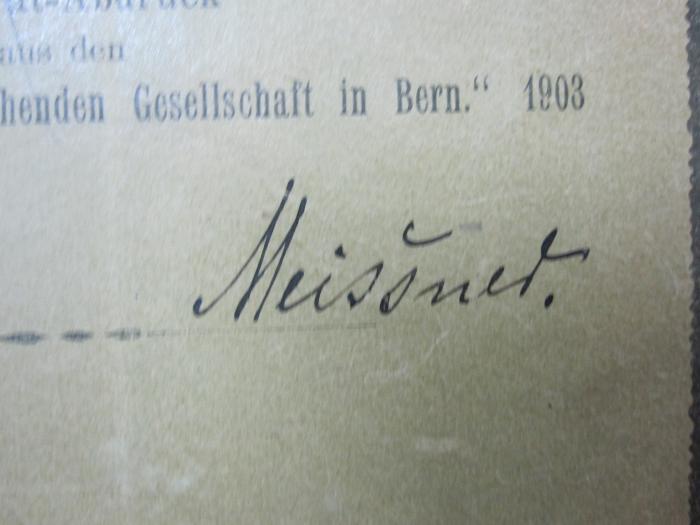 aus den
henden Gesellschaft in Bern.“ 1903
Meissner.